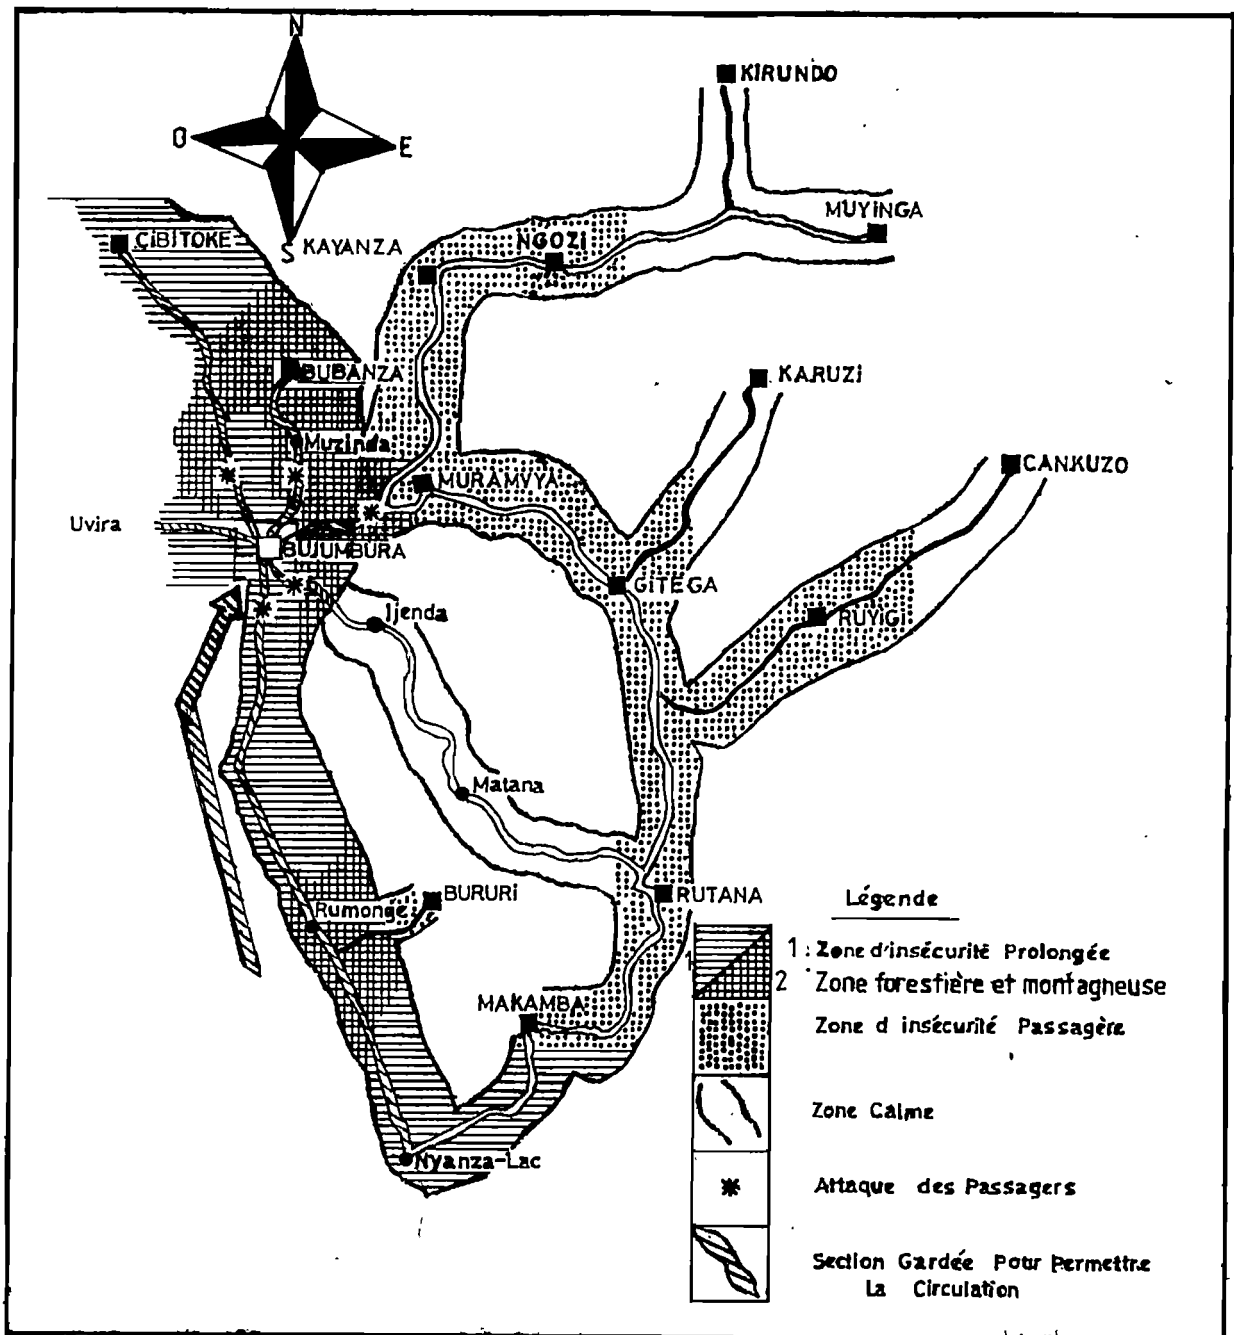 N
O
E
S
KIRUNDO
MUYINGA
ÇIBITOKE
KAYANZA
NGOZI
BUBANZA
KARUZI
Muzinda
MURAMVYA
CANKUZO
Uvira
BUJUMBURA
Ijenda
GITEGA
RUYIGI
Matana
Rumonge
BURURI
RUTANA
MAKAMBA
Nyanza-Lac
Légende
1
1: Zone d'insécurité Prolongée
2 Zone forestière et montagneuse
Zone d insécurité Passagère
Zone Calme
Attaque des Passagers
Section Gardée Pour Permettre
La Circulation